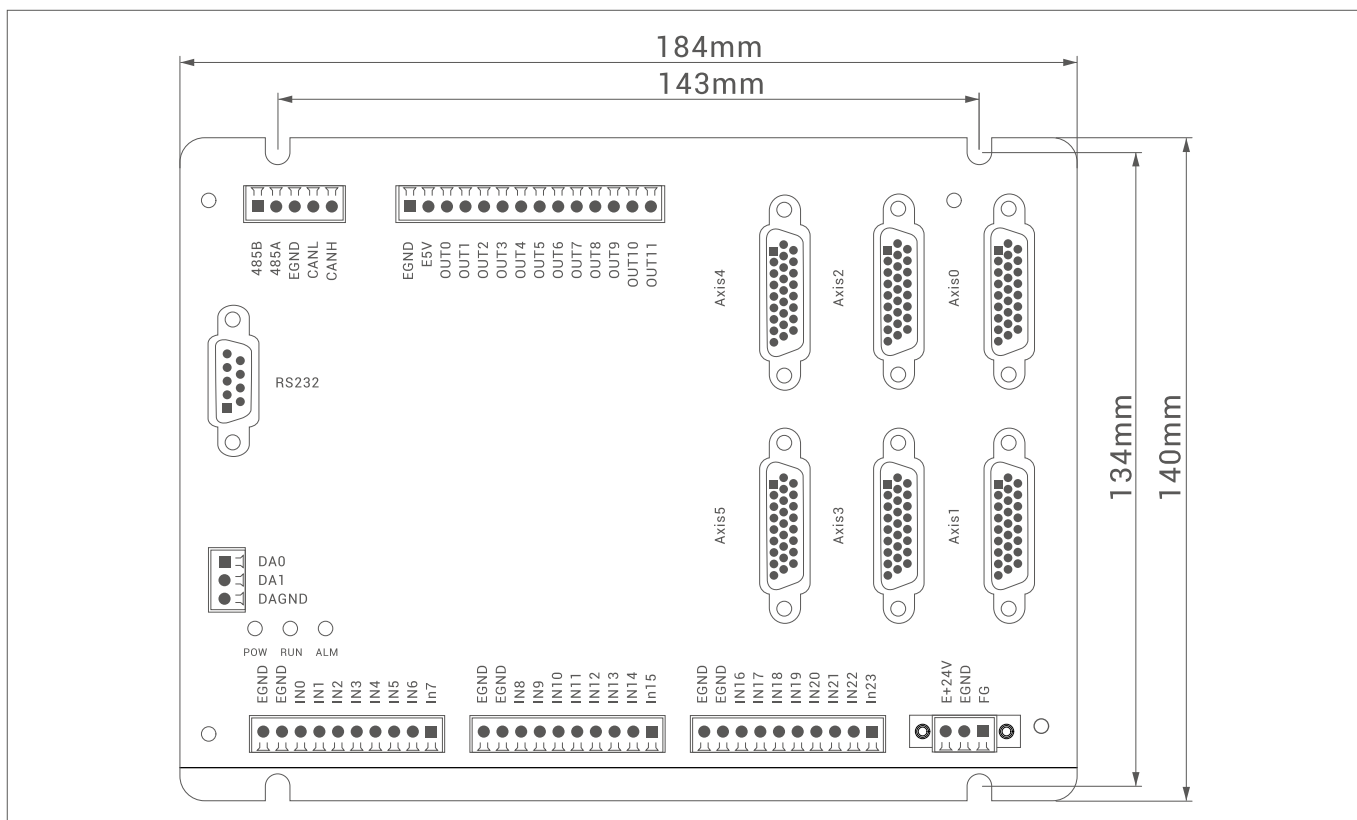 184mm
143mm
485B
485A
EGND
CANL
CANH
EGND
E5V
OUT0
OUT1
OUT2
OUT3
OUT4
OUT5
OUT6
OUT7
OUT8
OUT9
OUT10
OUT11
Axis4
Axis2
Axis0
RS232
134mm
140mm
Axis5
Axis3
Axis1
DA0
DA1
DAGND
POW RUN ALM
EGND
EGND
IN0
IN1
IN2
IN3
IN4
IN5
IN6
In7
EGND
EGND
IN8
IN9
IN10
IN11
IN12
IN13
IN14
In15
EGND
EGND
IN16
IN17
IN18
IN19
IN20
IN21
IN22
In23
E+24V
EGND
FG